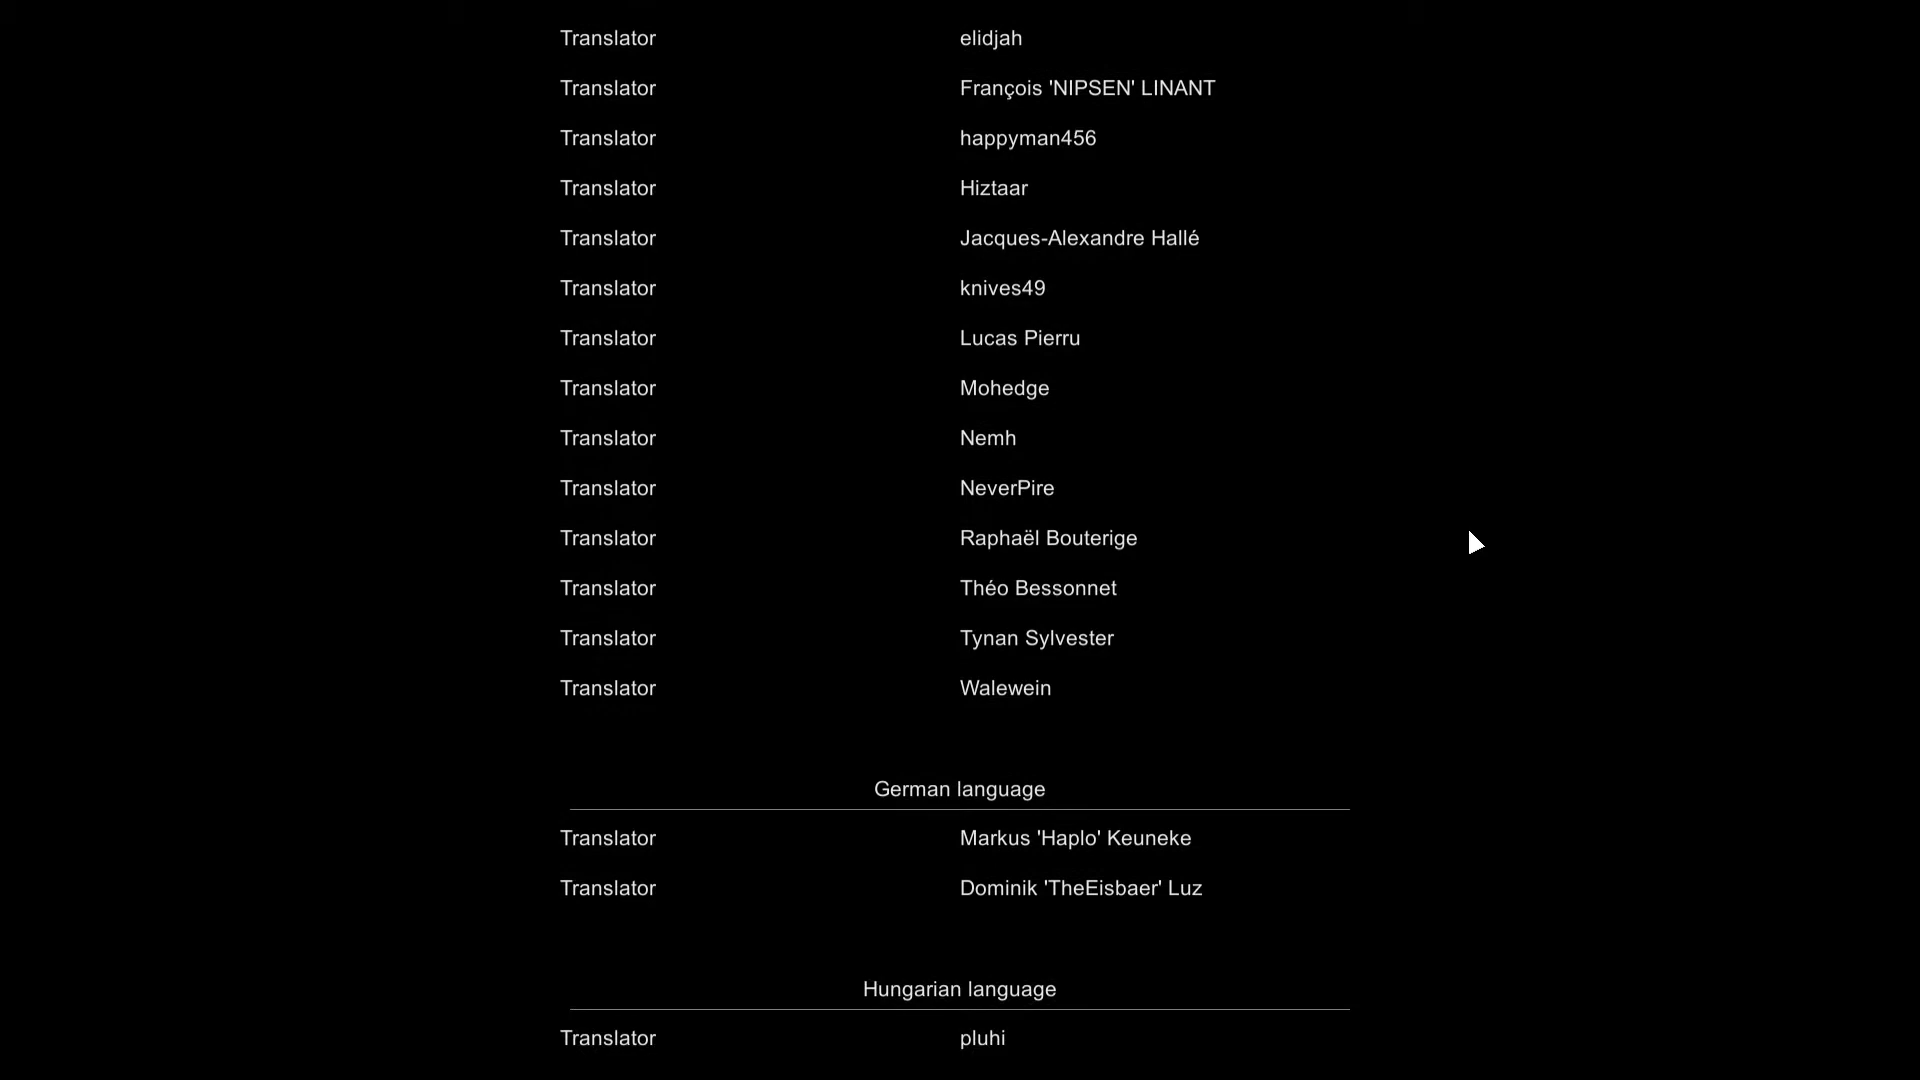 Translator elidjah
Translator François 'NIPSEN' LINANT
Translator happyman456
Translator Hiztaar
Translator Jacques-Alexandre Hallé
Translator knives49
Translator Lucas Pierru
Translator Mohedge
Translator Nemh
Translator NeverPire
Translator Raphaël Bouterige
Translator Théo Bessonnet
Translator Tynan Sylvester
Translator Walewein
German language
Translator Markus 'Haplo' Keuneke
Translator Dominik 'TheEisbaer' Luz
Hungarian language
Translator pluhi